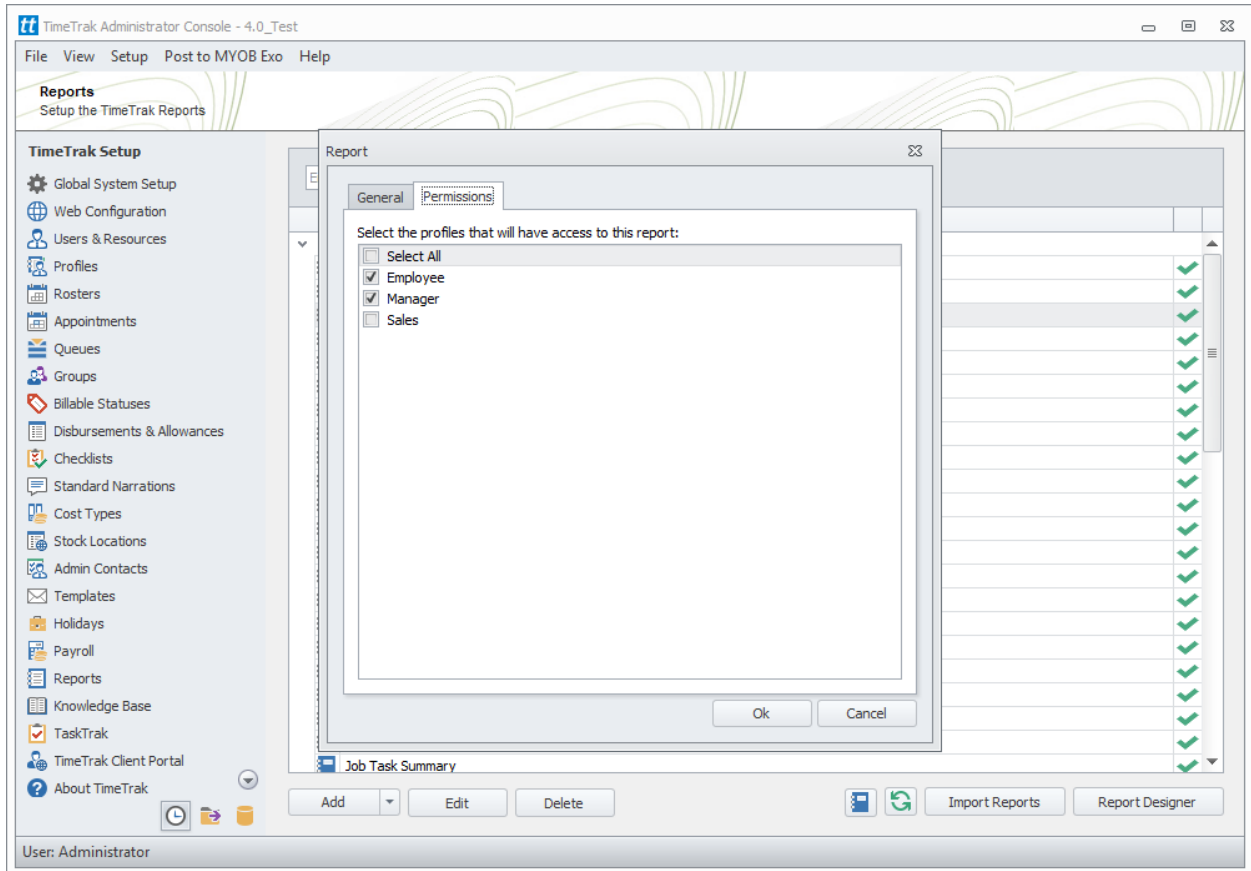 tt TimeTrak Administrator Console - 4.0_Test
File View Setup Post to MYOB Exo Help
Reports
Setup the TimeTrak Reports
TimeTrak Setup
Global System Setup
Web Configuration
Users & Resources
Profiles
Rosters
Appointments
Queues
Groups
Billable Statuses
Disbursements & Allowances
Checklists
Standard Narrations
Cost Types
Stock Locations
Admin Contacts
Templates
Holidays
Payroll
Reports
Knowledge Base
TaskTrak
TimeTrak Client Portal
About TimeTrak
Report
General Permissions
Select the profiles that will have access to this report:
Select All
Employee
Manager
Sales
Ok Cancel
Job Task Summary
Add Edit Delete Import Reports Report Designer
User: Administrator